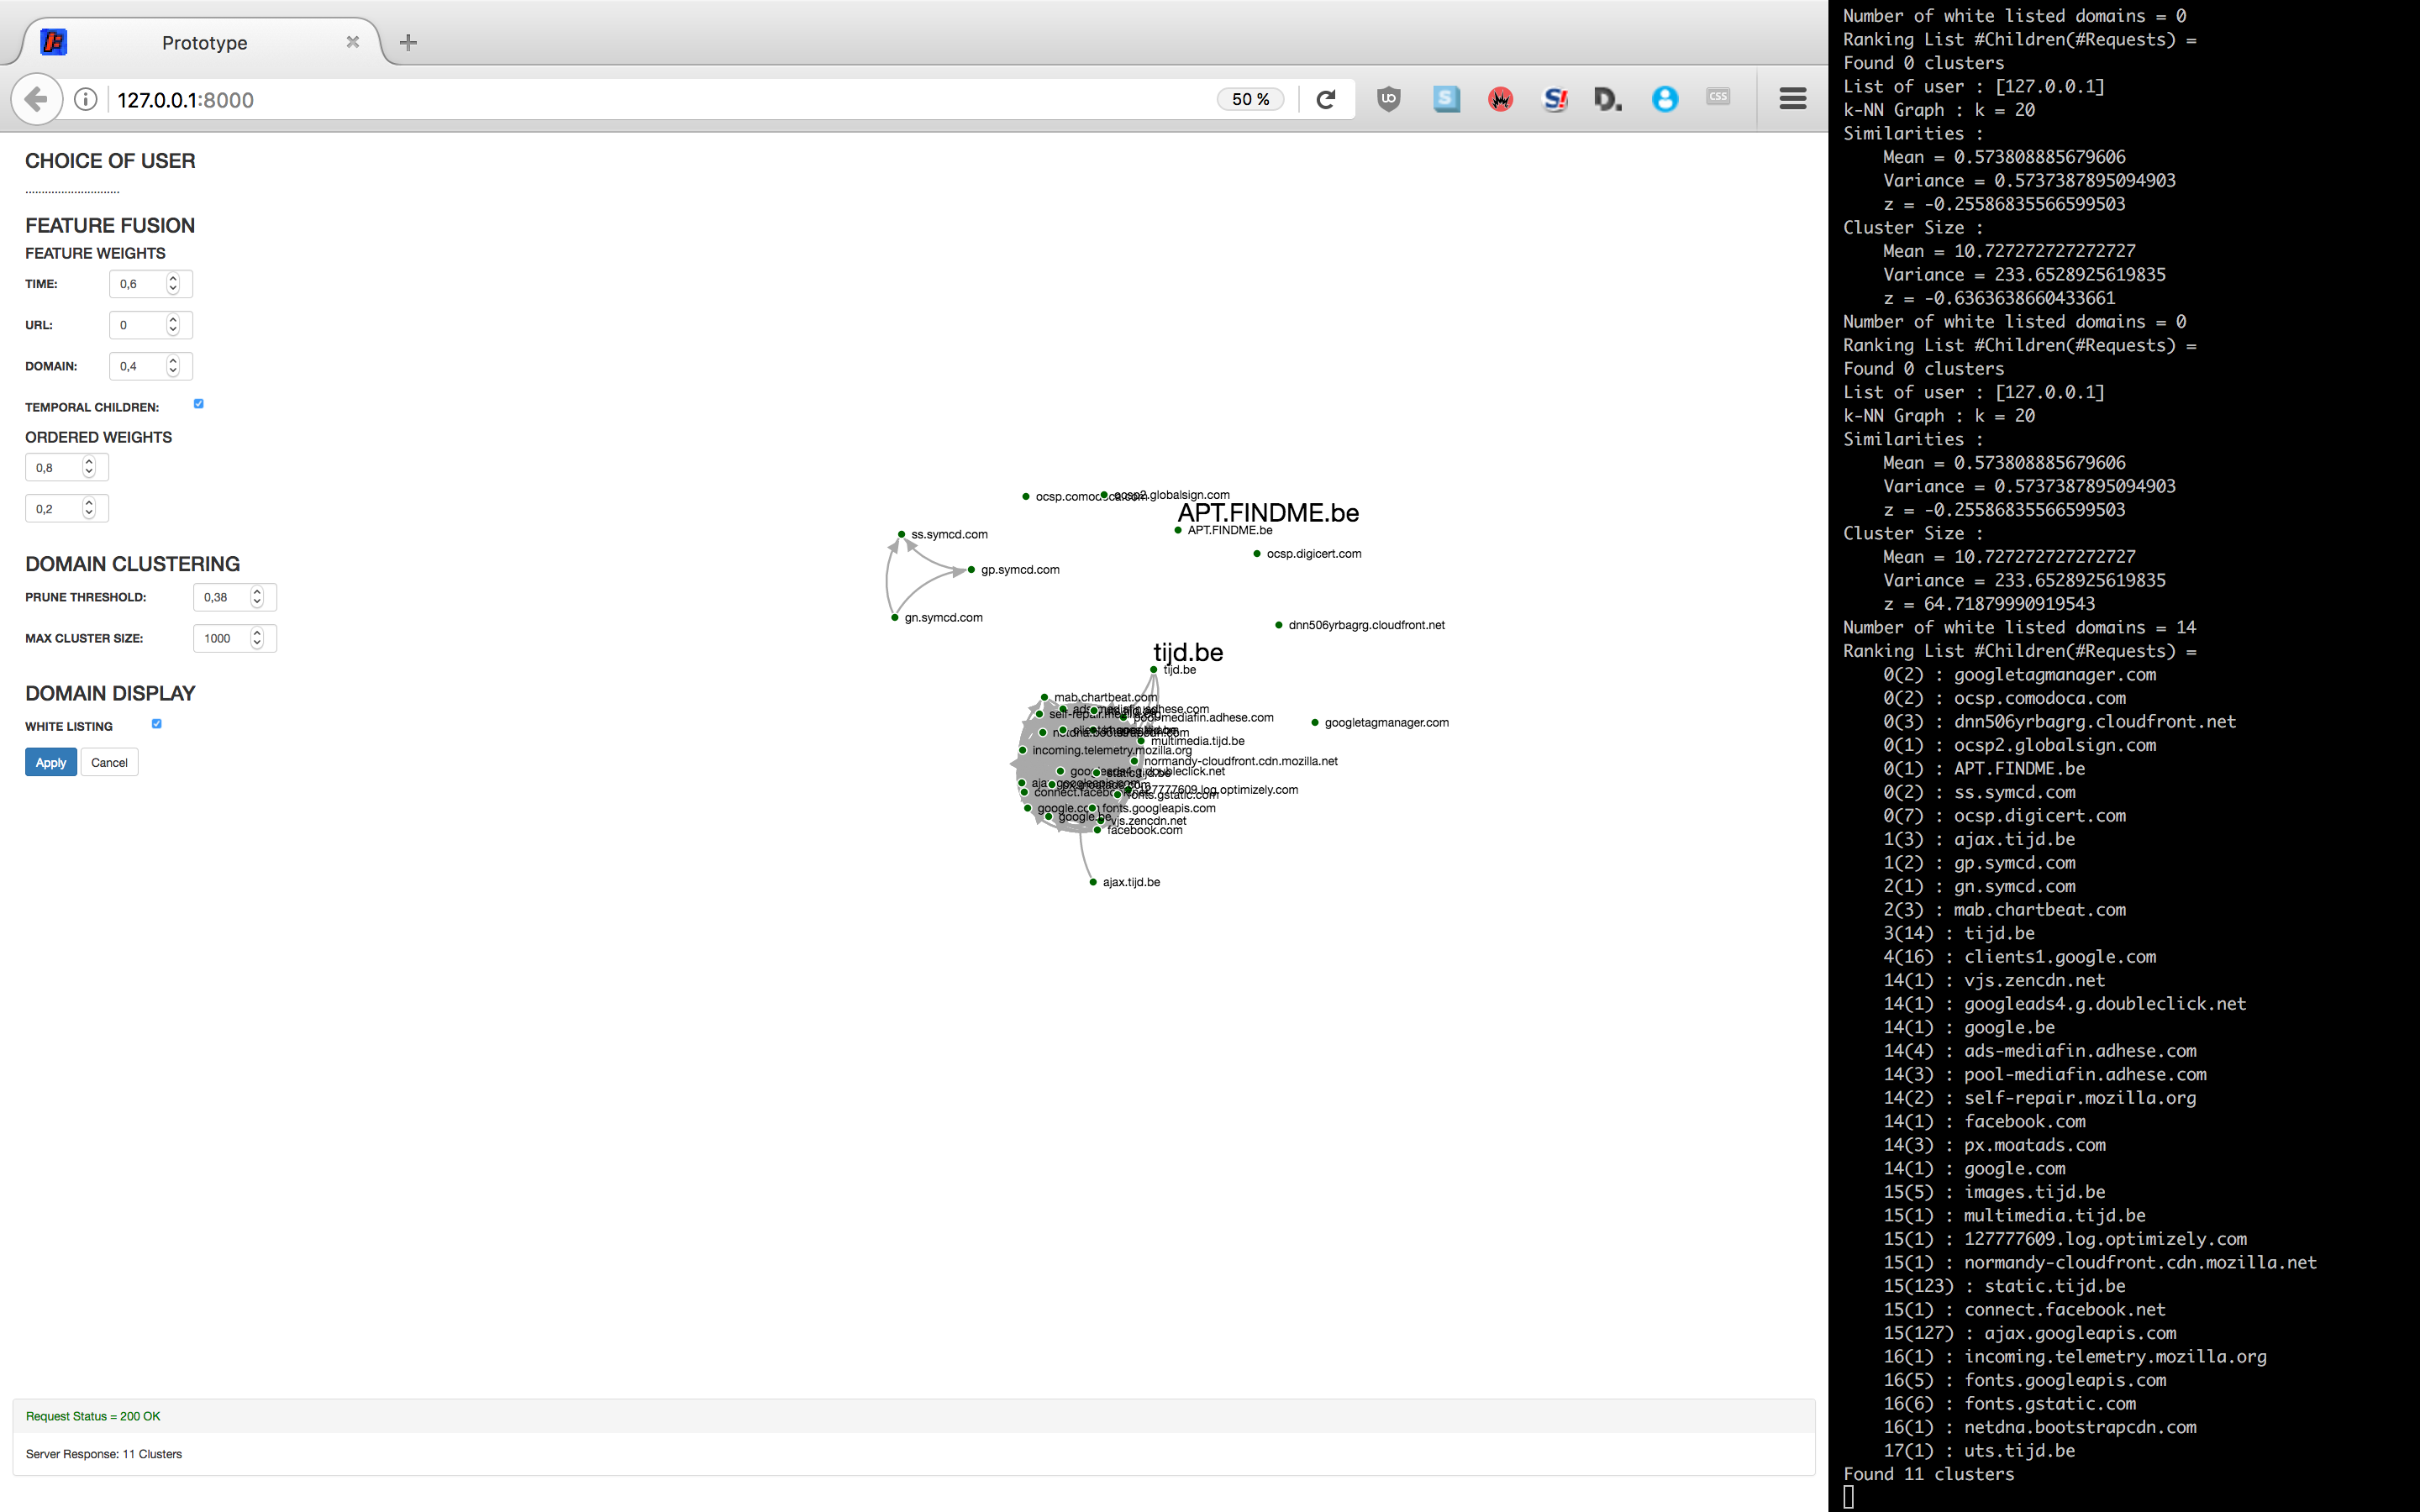 Prototype
127.0.0.1:8000
50 %
CSS
CHOICE OF USER
.............................
FEATURE FUSION
FEATURE WEIGHTS
TIME: 0,6
URL: 0
DOMAIN: 0,4
TEMPORAL CHILDREN:
ORDERED WEIGHTS
0,8
0,2
DOMAIN CLUSTERING
PRUNE THRESHOLD: 0,38
MAX CLUSTER SIZE: 1000
DOMAIN DISPLAY
WHITE LISTING
Apply Cancel
ocsp.comodoca.com
ocsp2.globalsign.com
APT.FINDME.be
APT.FINDME.be
ss.symcd.com
ocsp.digicert.com
gp.symcd.com
gn.symcd.com
dnn506yrbagrg.cloudfront.net
tijd.be
tijd.be
mab.chartbeat.com
ads-mediafin.adhese.com
pool-mediafin.adhese.com
googletagmanager.com
netdna.bootstrapcdn.com
multimedia.tijd.be
incoming.telemetry.mozilla.org
normandy-cloudfront.cdn.mozilla.net
googleads4.g.doubleclick.net
static.tijd.be
ajax.googleapis.com
connect.facebook.net
127777609.log.optimizely.com
fonts.gstatic.com
google.com
fonts.googleapis.com
google.be
vjs.zencdn.net
facebook.com
ajax.tijd.be
Request Status = 200 OK
Server Response: 11 Clusters
Number of white listed domains = 0
Ranking List #Children(#Requests) =
Found 0 clusters
List of user : [127.0.0.1]
k-NN Graph : k = 20
Similarities :
Mean = 0.573808885679606
Variance = 0.5737387895094903
z = -0.25586835566599503
Cluster Size :
Mean = 10.727272727272727
Variance = 233.6528925619835
z = -0.6363638660433661
Number of white listed domains = 0
Ranking List #Children(#Requests) =
Found 0 clusters
List of user : [127.0.0.1]
k-NN Graph : k = 20
Similarities :
Mean = 0.573808885679606
Variance = 0.5737387895094903
z = -0.25586835566599503
Cluster Size :
Mean = 10.727272727272727
Variance = 233.6528925619835
z = 64.71879990919543
Number of white listed domains = 14
Ranking List #Children(#Requests) =
0(2) : googletagmanager.com
0(2) : ocsp.comodoca.com
0(3) : dnn506yrbagrg.cloudfront.net
0(1) : ocsp2.globalsign.com
0(1) : APT.FINDME.be
0(2) : ss.symcd.com
0(7) : ocsp.digicert.com
1(3) : ajax.tijd.be
1(2) : gp.symcd.com
2(1) : gn.symcd.com
2(3) : mab.chartbeat.com
3(14) : tijd.be
4(16) : clients1.google.com
14(1) : vjs.zencdn.net
14(1) : googleads4.g.doubleclick.net
14(1) : google.be
14(4) : ads-mediafin.adhese.com
14(3) : pool-mediafin.adhese.com
14(2) : self-repair.mozilla.org
14(1) : facebook.com
14(3) : px.moatads.com
14(1) : google.com
15(5) : images.tijd.be
15(1) : multimedia.tijd.be
15(1) : 127777609.log.optimizely.com
15(1) : normandy-cloudfront.cdn.mozilla.net
15(123) : static.tijd.be
15(1) : connect.facebook.net
15(127) : ajax.googleapis.com
16(1) : incoming.telemetry.mozilla.org
16(5) : fonts.googleapis.com
16(6) : fonts.gstatic.com
16(1) : netdna.bootstrapcdn.com
17(1) : uts.tijd.be
Found 11 clusters